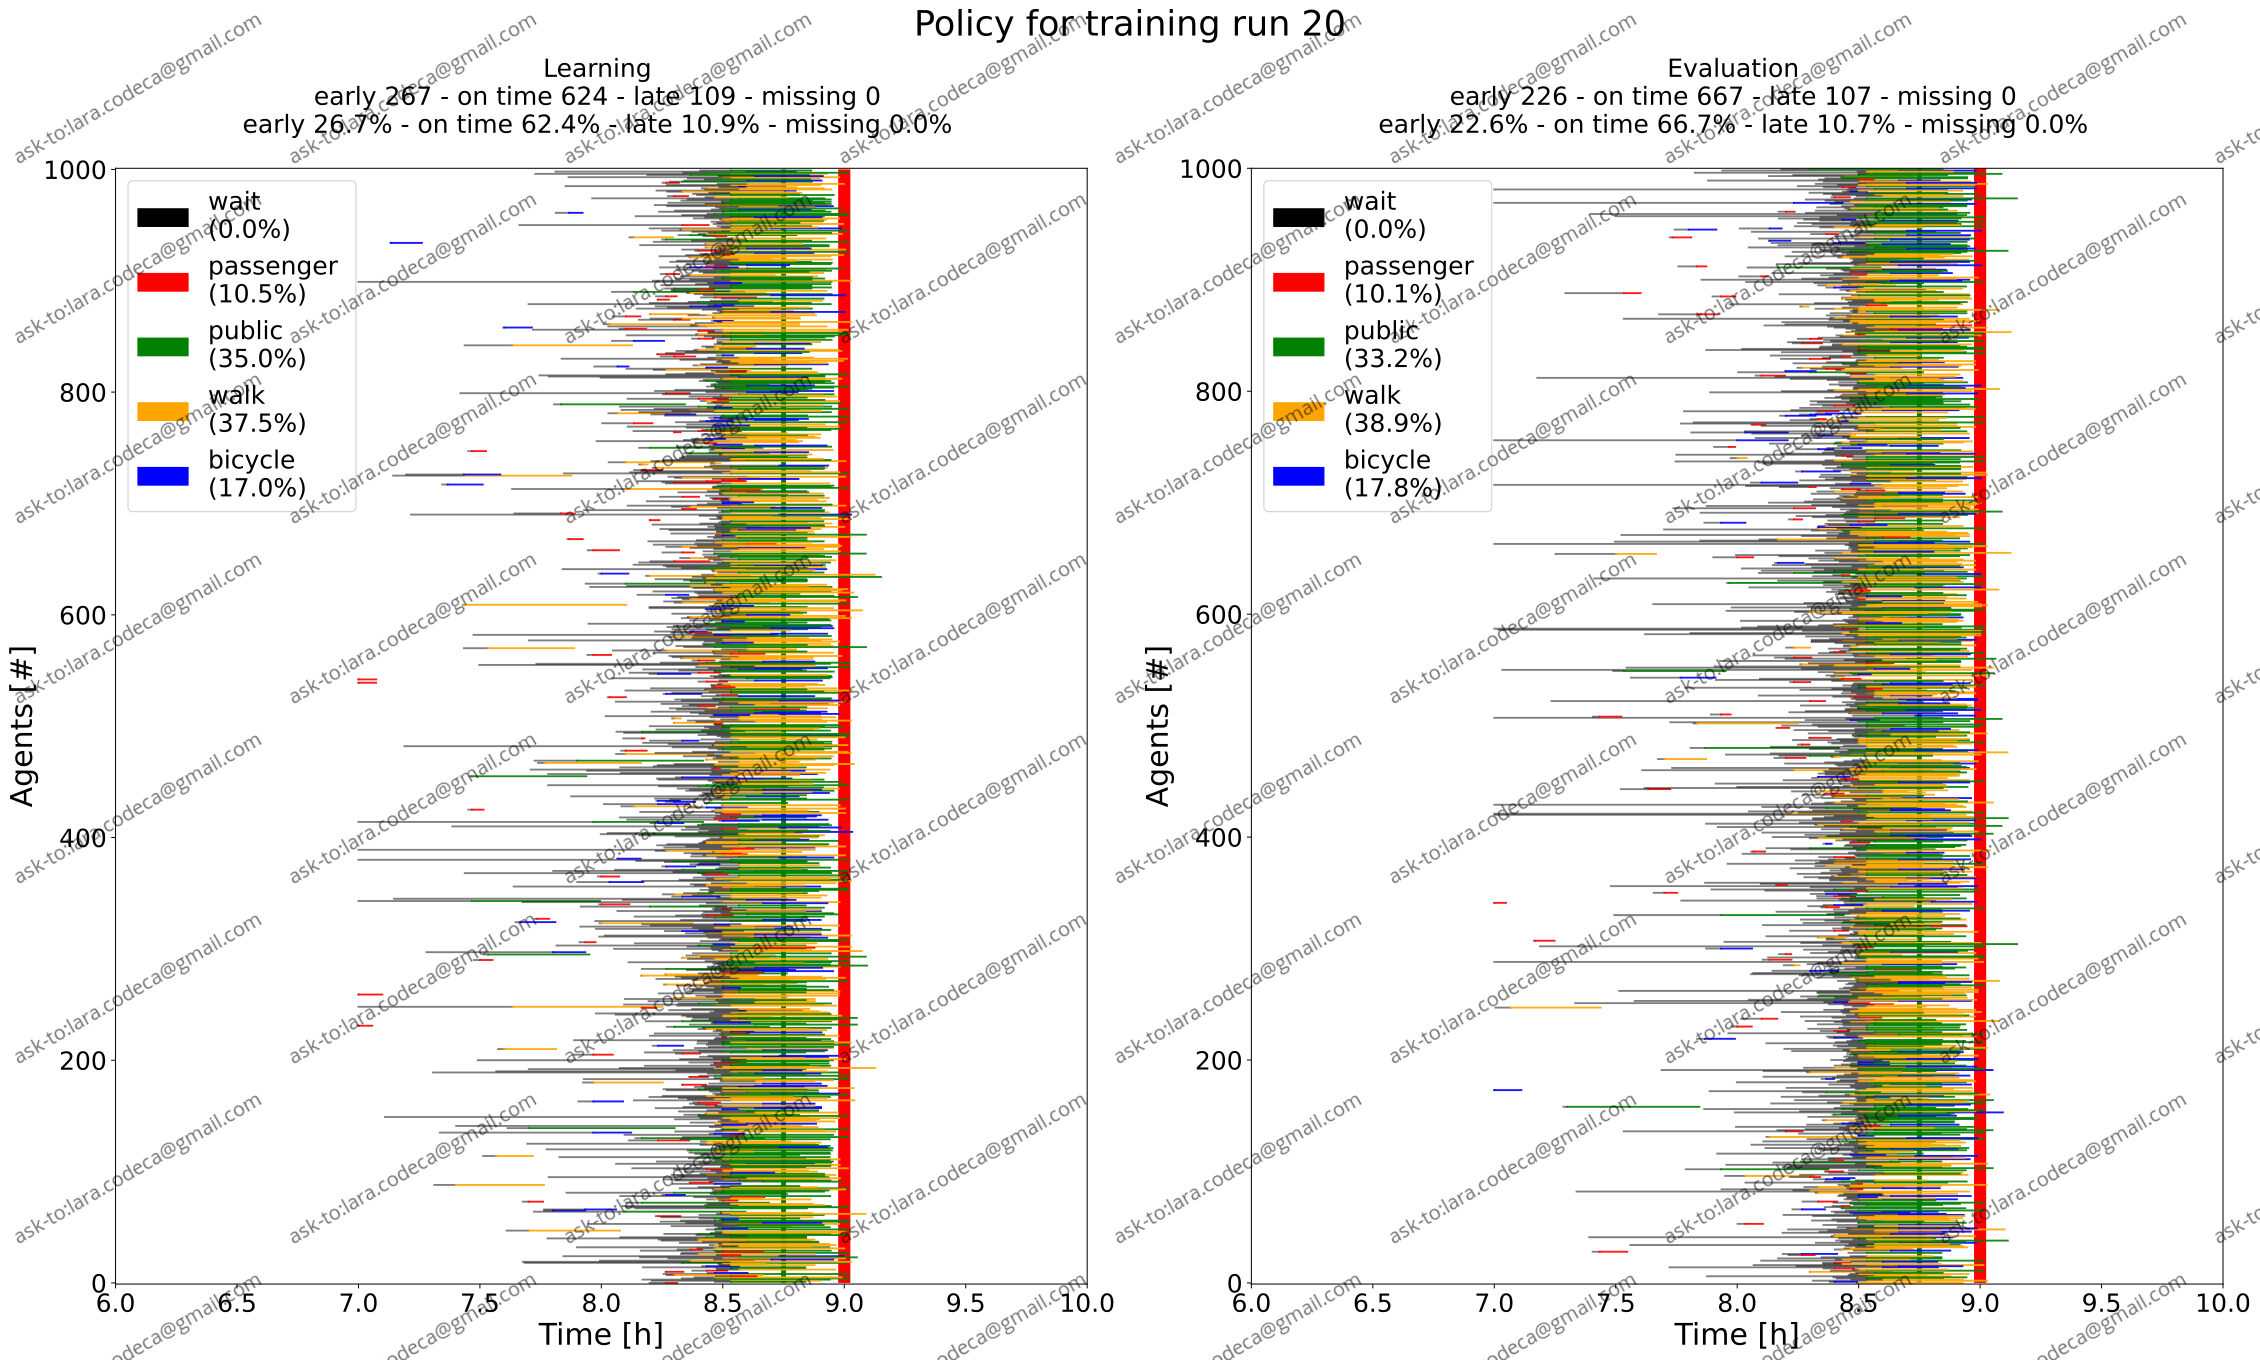 Policy for training run 20
Learning
early 267 - on time 624 - late 109 - missing 0
early 26.7% - on time 62.4% - late 10.9% - missing 0.0%
wait
(0.0%)
passenger
(10.5%)
public
(35.0%)
walk
(37.5%)
bicycle
(17.0%)
Agents [#]
1000
800
600
400
200
0
6.0 6.5 7.0 7.5 8.0 8.5 9.0 9.5 10.0
Time [h]
Evaluation
early 226 - on time 667 - late 107 - missing 0
early 22.6% - on time 66.7% - late 10.7% - missing 0.0%
wait
(0.0%)
passenger
(10.1%)
public
(33.2%)
walk
(38.9%)
bicycle
(17.8%)
Agents [#]
1000
800
600
400
200
0
6.0 6.5 7.0 7.5 8.0 8.5 9.0 9.5 10.0
Time [h]
ask-to:lara.codeca@gmail.com